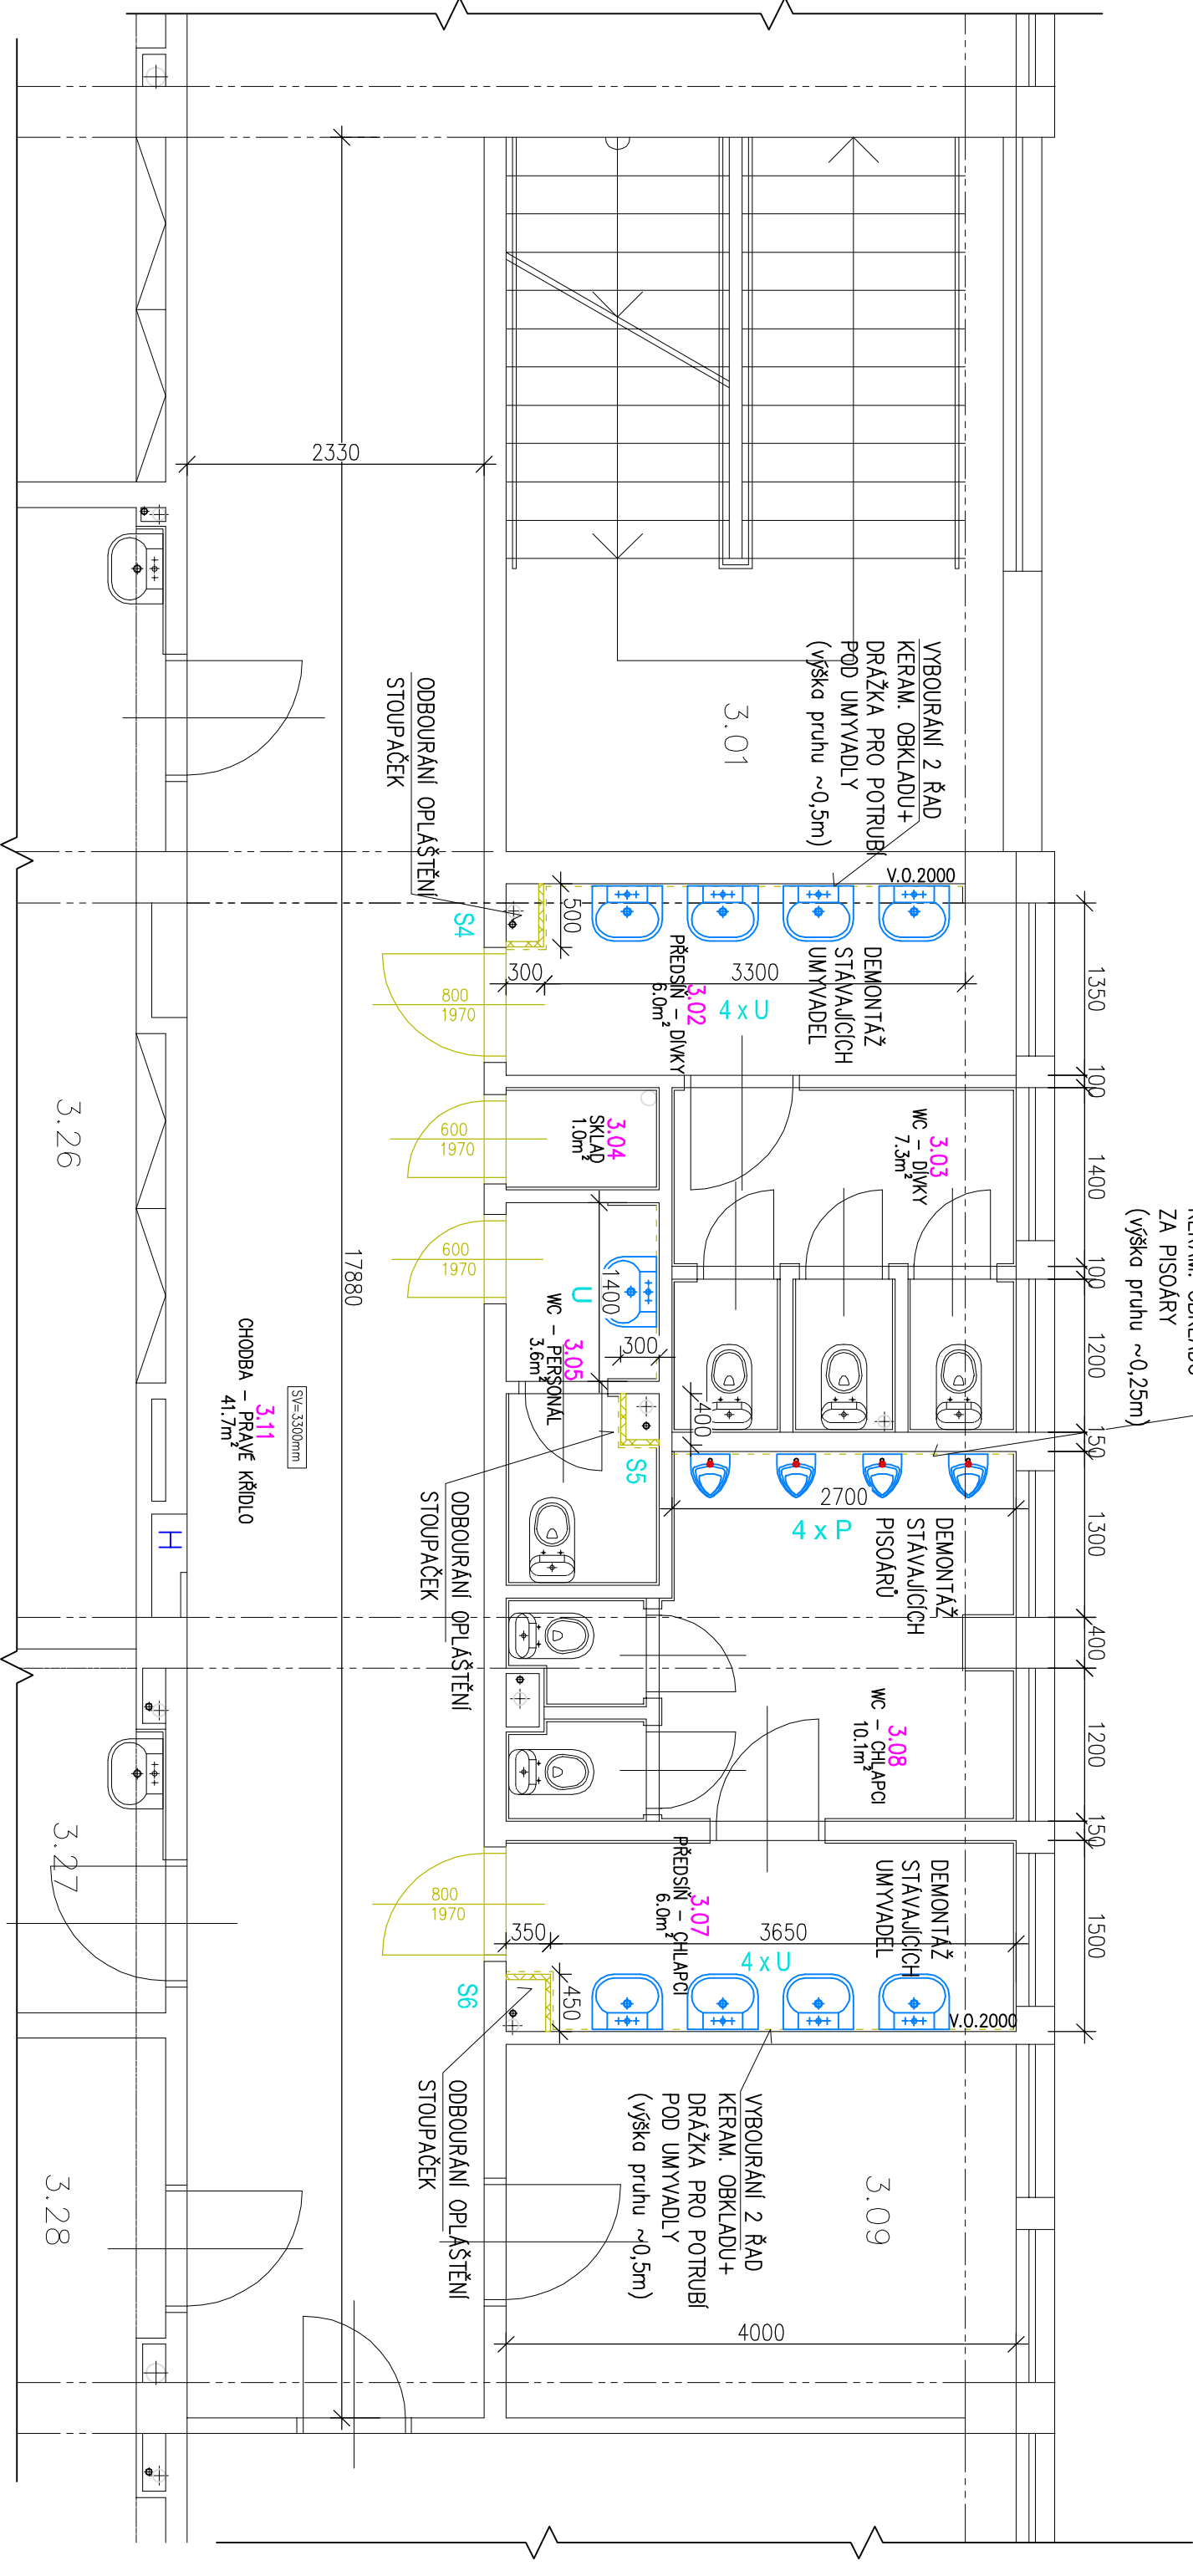 KERAM. OBKLADU
ZA PISOÁRY
(výška pruhu ~0,25m)
VYBOURÁNÍ 2 ŘAD
KERAM. OBKLADU+
DRÁŽKA PRO POTRUBÍ
POD UMYVADLY
(výška pruhu ~0,5m)
3.01
2330
ODBOURÁNÍ OPLÁŠTĚNÍ
STOUPAČEK
V.O.2000
S4
500
300
3300
DEMONTÁŽ
STÁVAJÍCÍCH
UMYVADEL
4 x U
3.02
PŘEDSÍŇ - DÍVKY
6.0m²
800
1970
1350
100
1400
100
1200
150
1300
400
1200
150
1500
3.03
WC - DÍVKY
7.3m²
3.04
SKLAD
1.0m²
600
1970
600
1970
U
1400
300
3.05
WC - PERSONÁL
3.6m²
400
S5
17880
3.26
SV=3300mm
3.11
CHODBA - PRAVÉ KŘÍDLO
41.7m²
H
ODBOURÁNÍ OPLÁŠTĚNÍ
STOUPAČEK
2700
4 x P
DEMONTÁŽ
STÁVAJÍCÍCH
PISOÁRŮ
3.08
WC - CHLAPCI
10.1m²
3.27
3.07
PŘEDSÍŇ - CHLAPCI
6.0m²
DEMONTÁŽ
STÁVAJÍCÍCH
UMYVADEL
800
1970
350
3650
4 x U
450
S6
V.O.2000
ODBOURÁNÍ OPLÁŠTĚNÍ
STOUPAČEK
VYBOURÁNÍ 2 ŘAD
KERAM. OBKLADU+
DRÁŽKA PRO POTRUBÍ
POD UMYVADLY
(výška pruhu ~0,5m)
3.09
3.28
4000